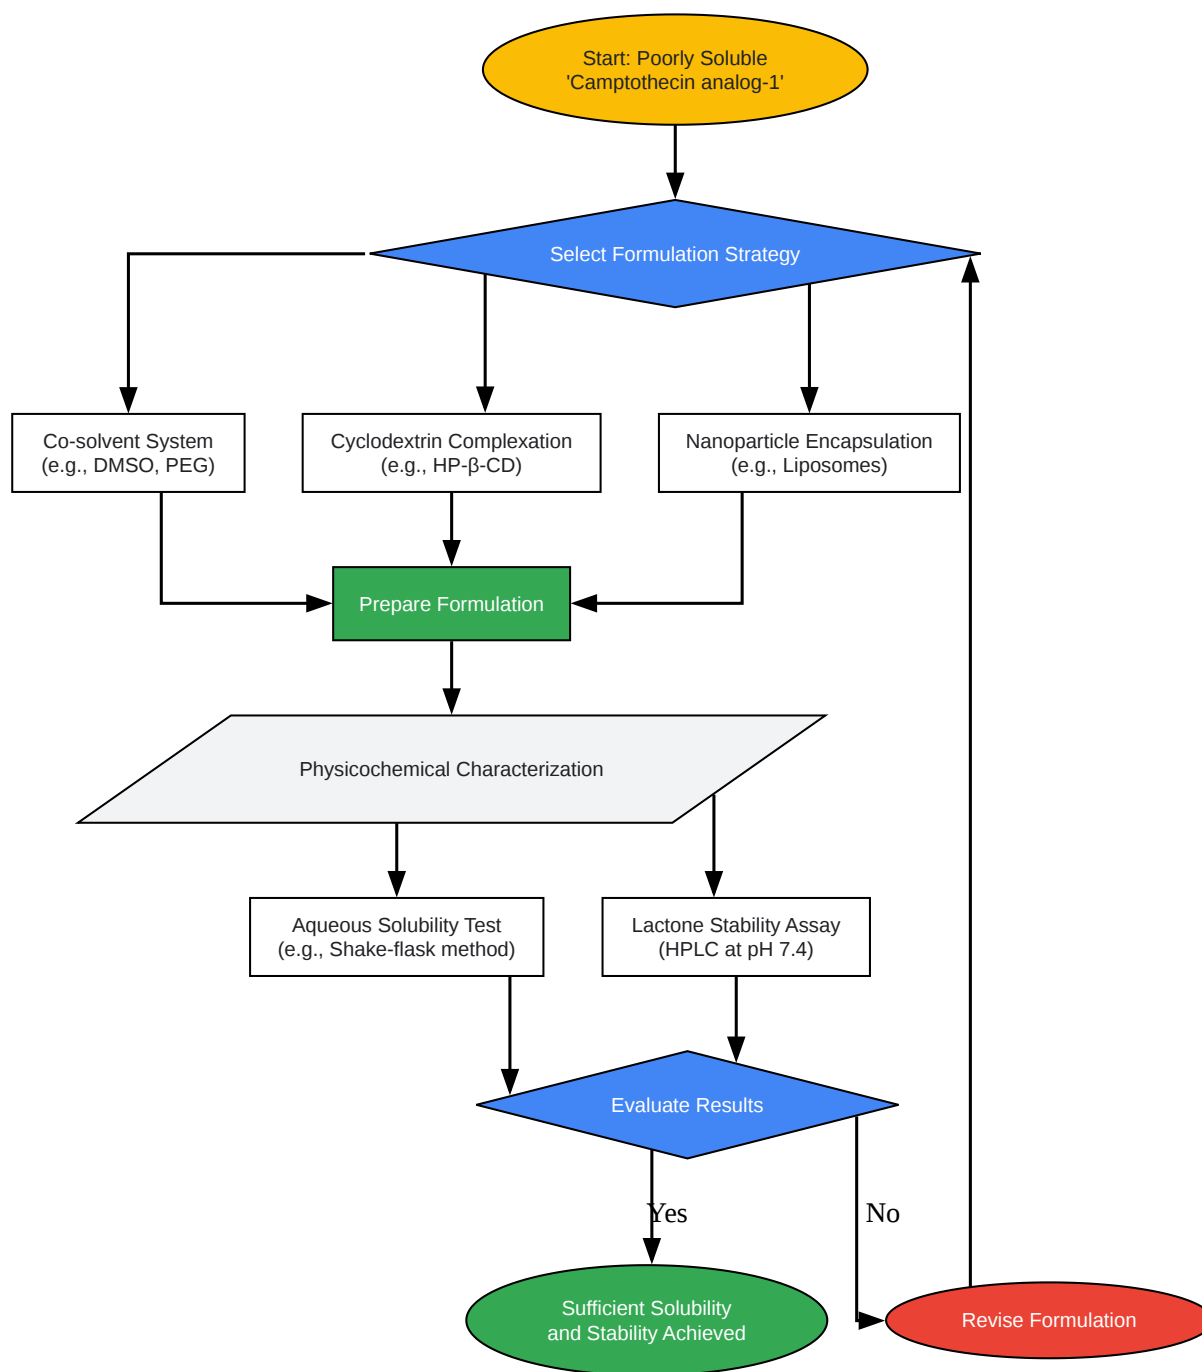 Start: Poorly Soluble
'Camptothecin analog-1'
Select Formulation Strategy
Co-solvent System
(e.g., DMSO, PEG)
Cyclodextrin Complexation
(e.g., HP-β-CD)
Nanoparticle Encapsulation
(e.g., Liposomes)
Prepare Formulation
Physicochemical Characterization
Aqueous Solubility Test
(e.g., Shake-flask method)
Lactone Stability Assay
(HPLC at pH 7.4)
Evaluate Results
Yes
No
Sufficient Solubility
and Stability Achieved
Revise Formulation